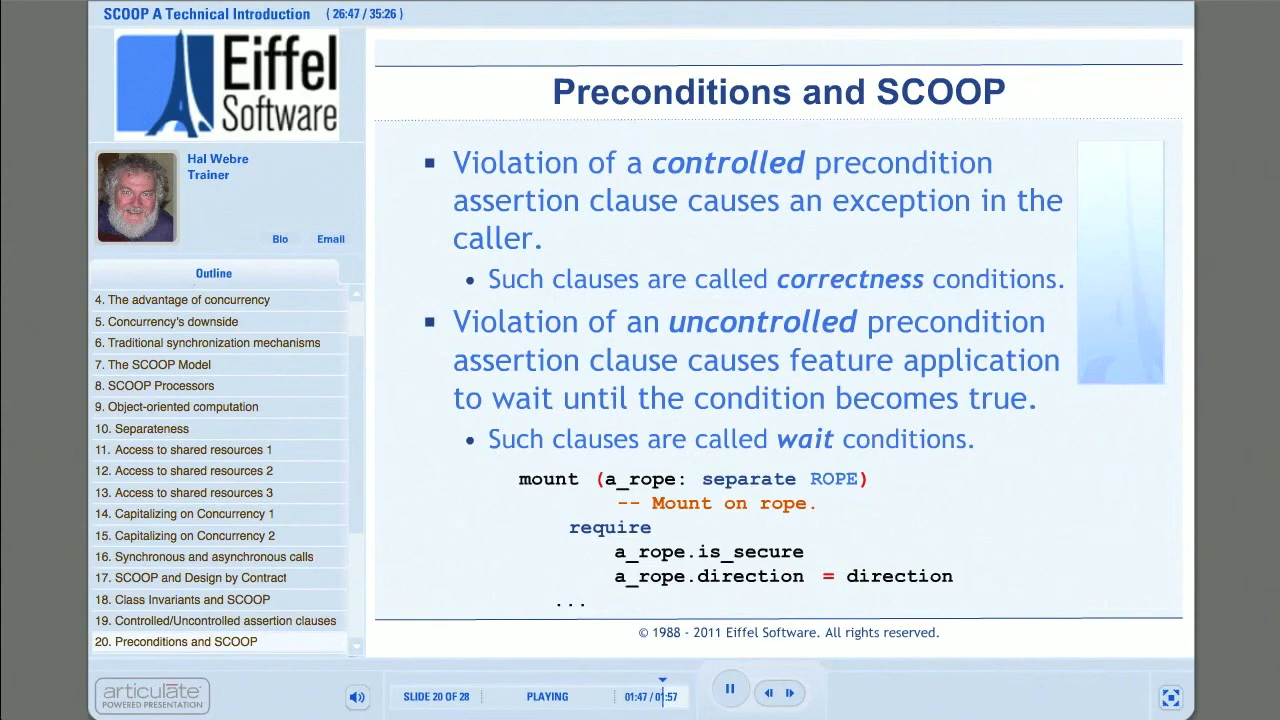 SCOOP A Technical Introduction ( 26:47 / 35:26 )
Eiffel
Software
Hal Webre
Trainer
Bio Email
Outline
4. The advantage of concurrency
5. Concurrency's downside
6. Traditional synchronization mechanisms
7. The SCOOP Model
8. SCOOP Processors
9. Object-oriented computation
10. Separateness
11. Access to shared resources 1
12. Access to shared resources 2
13. Access to shared resources 3
14. Capitalizing on Concurrency 1
15. Capitalizing on Concurrency 2
16. Synchronous and asynchronous calls
17. SCOOP and Design by Contract
18. Class Invariants and SCOOP
19. Controlled/Uncontrolled assertion clauses
20. Preconditions and SCOOP
Preconditions and SCOOP
▪ Violation of a controlled precondition
assertion clause causes an exception in the
caller.
• Such clauses are called correctness conditions.
▪ Violation of an uncontrolled precondition
assertion clause causes feature application
to wait until the condition becomes true.
• Such clauses are called wait conditions.
mount (a_rope: separate ROPE)
-- Mount on rope.
require
a_rope.is_secure
a_rope.direction = direction
...
© 1988 - 2011 Eiffel Software. All rights reserved.
articulate
POWERED PRESENTATION
SLIDE 20 OF 28 PLAYING 01:47 / 01:57